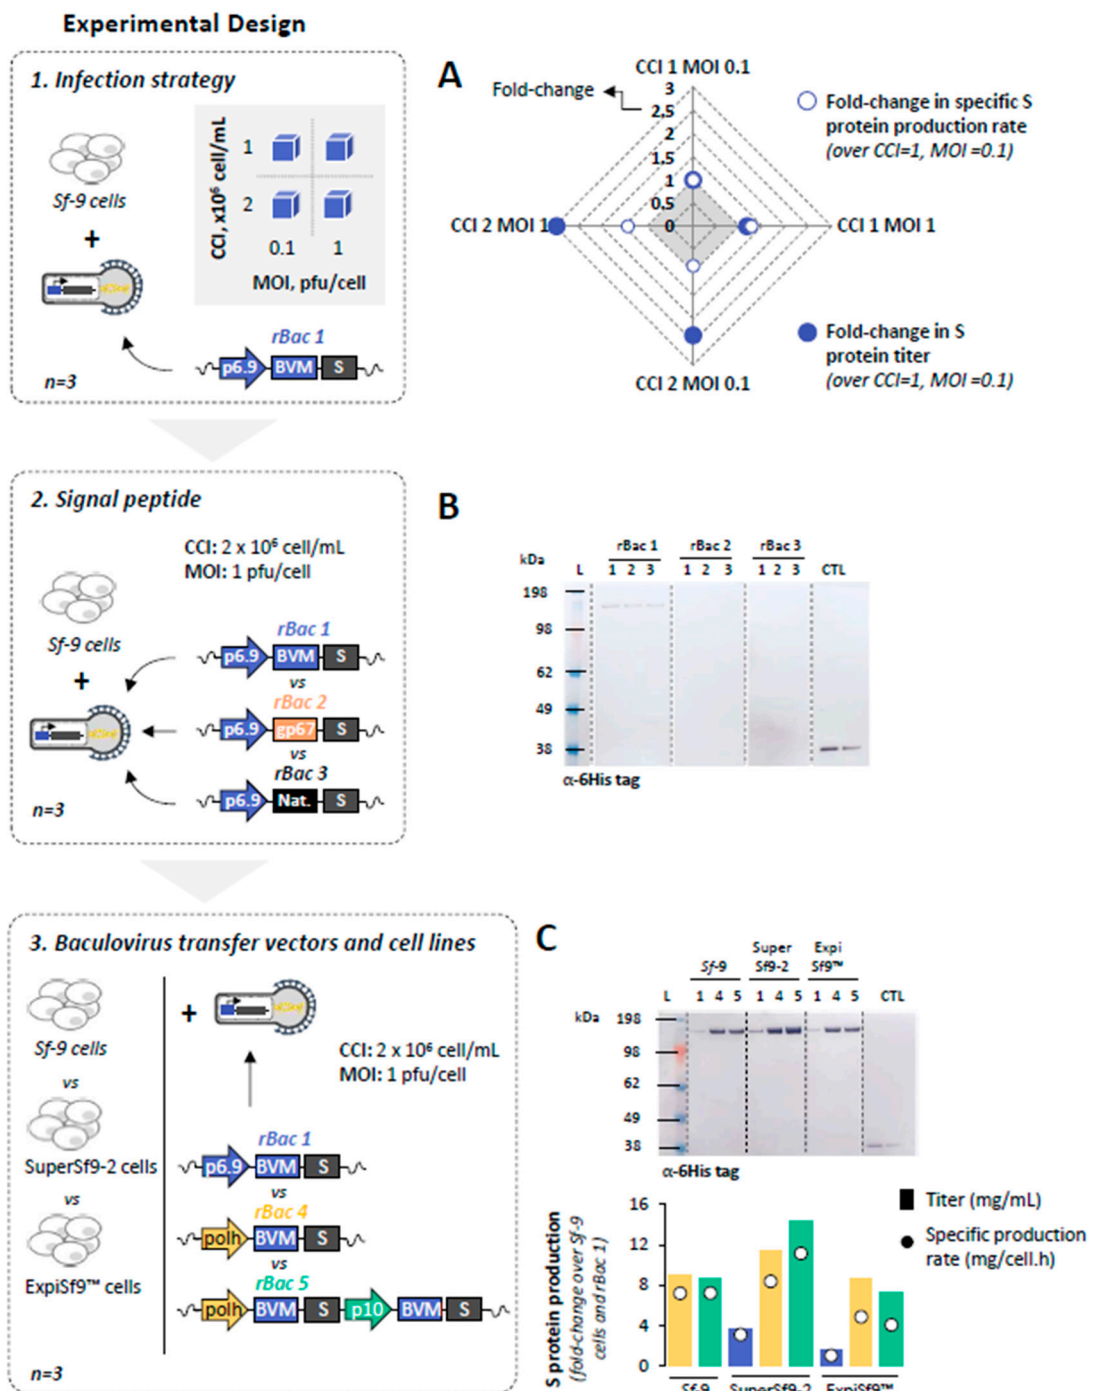 Experimental Design
1. Infection strategy
Sf-9 cells
+
CCI, x10⁶ cell/mL
1
2
0.1 1
MOI, pfu/cell
rBac 1
p6.9 BVM S
n=3
A
CCI 1 MOI 0.1
Fold-change
3
2,5
2
1,5
1
0,5
0
CCI 2 MOI 1
CCI 1 MOI 1
CCI 2 MOI 0.1
Fold-change in specific S
protein production rate
(over CCI=1, MOI =0.1)
Fold-change in S
protein titer
(over CCI=1, MOI =0.1)
2. Signal peptide
CCI: 2 x 10⁶ cell/mL
MOI: 1 pfu/cell
Sf-9 cells
+
rBac 1
p6.9 BVM S
vs
rBac 2
p6.9 gp67 S
vs
rBac 3
p6.9 Nat. S
n=3
B
rBac 1 rBac 2 rBac 3
kDa L 1 2 3 1 2 3 1 2 3 CTL
198
98
62
49
38
α-6His tag
3. Baculovirus transfer vectors and cell lines
Sf-9 cells
vs
SuperSf9-2 cells
vs
ExpiSf9™ cells
+
CCI: 2 x 10⁶ cell/mL
MOI: 1 pfu/cell
rBac 1
p6.9 BVM S
vs
rBac 4
polh BVM S
vs
rBac 5
polh BVM S p10 BVM S
n=3
C
Sf-9
Super
Sf9-2
Expi
Sf9™
L 1 4 5 1 4 5 1 4 5 CTL
kDa
198
98
62
49
38
α-6His tag
S protein production
(fold-change over Sf-9
cells and rBac 1)
16
12
8
4
0
Sf-9 SuperSf9-2 ExpiSf9™
Titer (mg/mL)
Specific production
rate (mg/cell.h)